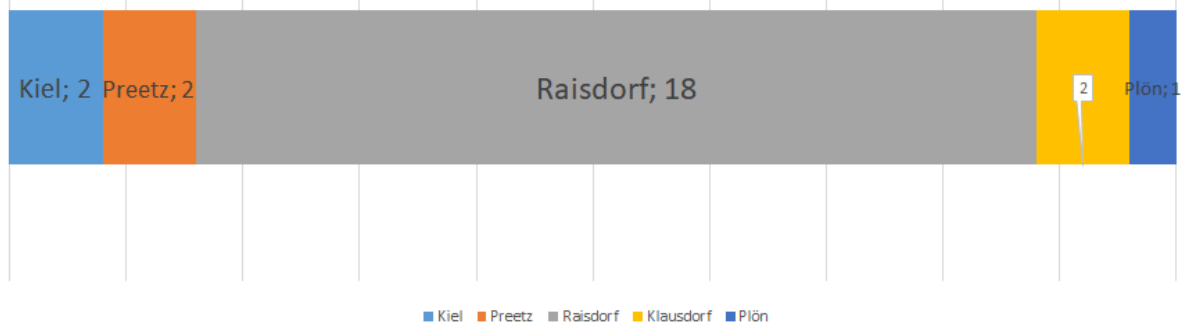 Kiel; 2 Preetz; 2 Raisdorf; 18 2 Plön; 1
Kiel Preetz Raisdorf Klausdorf Plön